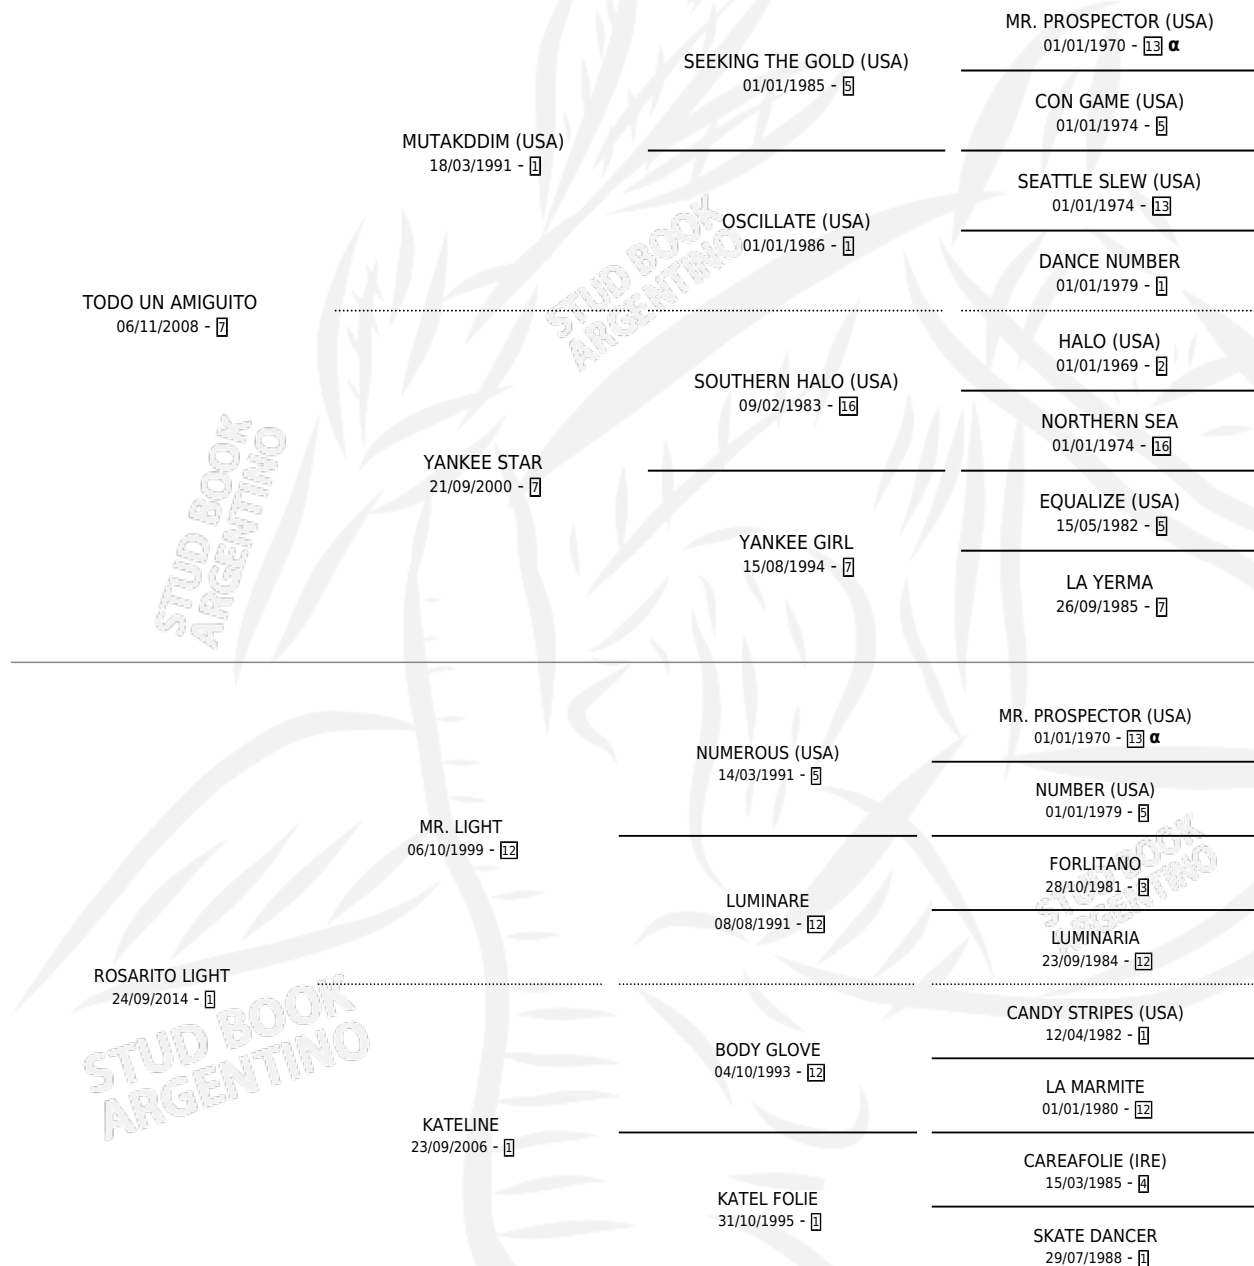 MR. PROSPECTOR (USA)
01/01/1970 - 13 α
SEEKING THE GOLD (USA)
01/01/1985 - 5
CON GAME (USA)
01/01/1974 - 5
MUTAKDDIM (USA)
18/03/1991 - 1
SEATTLE SLEW (USA)
01/01/1974 - 13
OSCILLATE (USA)
01/01/1986 - 1
DANCE NUMBER
01/01/1979 - 1
TODO UN AMIGUITO
06/11/2008 - 7
HALO (USA)
01/01/1969 - 2
SOUTHERN HALO (USA)
09/02/1983 - 16
NORTHERN SEA
01/01/1974 - 16
YANKEE STAR
21/09/2000 - 7
EQUALIZE (USA)
15/05/1982 - 5
YANKEE GIRL
15/08/1994 - 7
LA YERMA
26/09/1985 - 7
MR. PROSPECTOR (USA)
01/01/1970 - 13 α
NUMEROUS (USA)
14/03/1991 - 5
NUMBER (USA)
01/01/1979 - 5
MR. LIGHT
06/10/1999 - 12
FORLITANO
28/10/1981 - 3
LUMINARE
08/08/1991 - 12
LUMINARIA
23/09/1984 - 12
ROSARITO LIGHT
24/09/2014 - 1
CANDY STRIPES (USA)
12/04/1982 - 1
BODY GLOVE
04/10/1993 - 12
LA MARMITE
01/01/1980 - 12
KATELINE
23/09/2006 - 1
CAREAFOLIE (IRE)
15/03/1985 - 4
KATEL FOLIE
31/10/1995 - 1
SKATE DANCER
29/07/1988 - 1
STUD BOOK
ARGENTINO
STUD BOOK
ARGENTINO
STUD BOOK
ARGENTINO
STUD BOOK
ARGENTINO